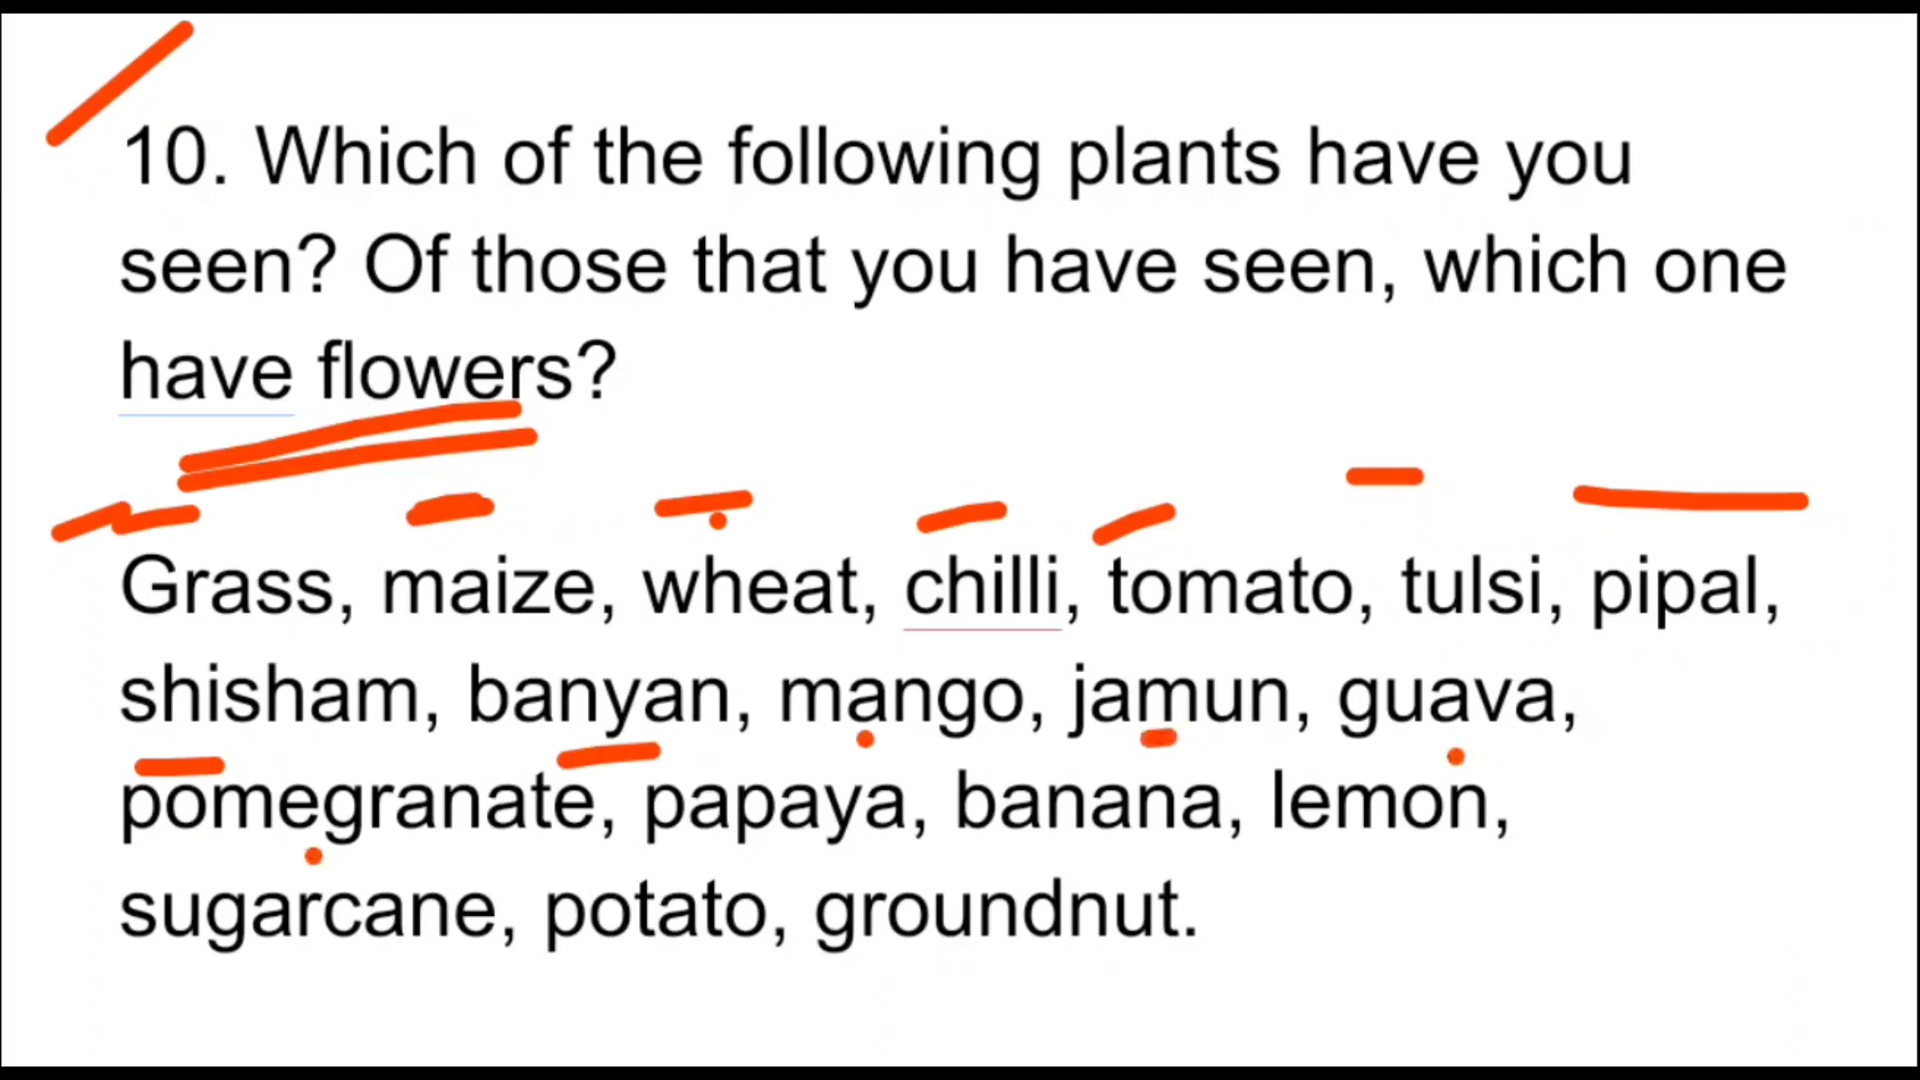 10. Which of the following plants have you
seen? Of those that you have seen, which one
have flowers?
Grass, maize, wheat, chilli, tomato, tulsi, pipal,
shisham, banyan, mango, jamun, guava,
pomegranate, papaya, banana, lemon,
sugarcane, potato, groundnut.